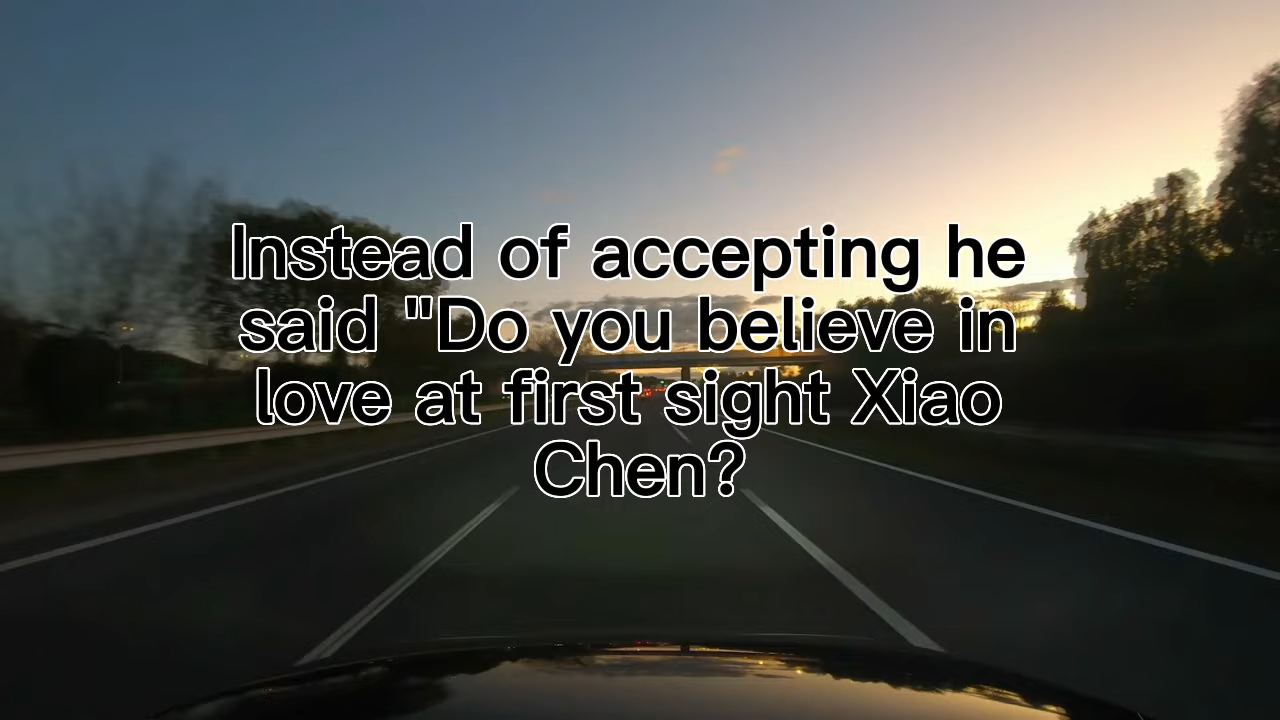 Instead of accepting he
said "Do you believe in
love at first sight Xiao
Chen?